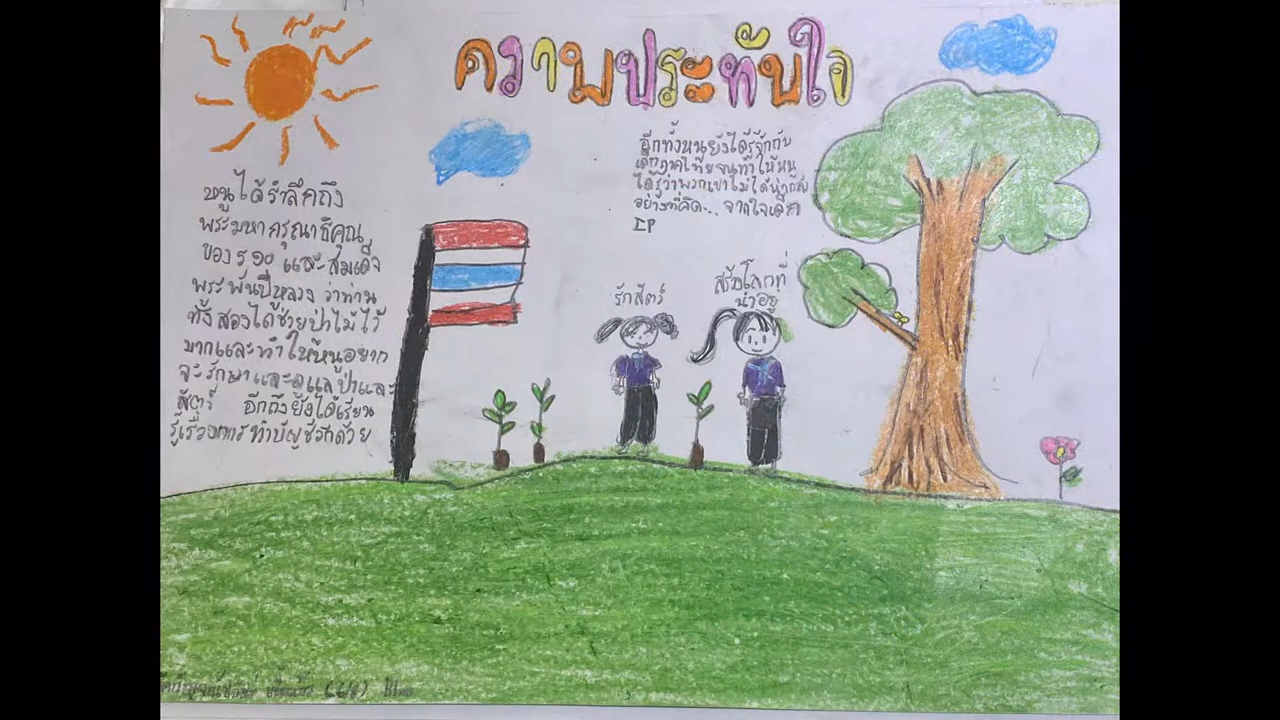 ความประทับใจ
อีกทั้งหนูยังได้รู้จักกับ
เด็กภาคไทยจนทำให้หนู
ได้รู้ว่าพวกเขาไม่ได้น่ากลัว
อย่างที่คิด... จากใจเด็ก
IP
หนูได้รำลึกถึง
พระมหากรุณาธิคุณ
ของ ร.๑๐ และสมเด็จ
พระพันปีหลวง ว่าท่าน
ทั้งสองได้ช่วยป่าไม้ไว้
มากและทำให้หนูอยาก
จะรักษาและดูแลป่าและ
สัตว์ อีกถึงยังได้เรียน
รู้เรื่องการทำบัญชีรักด้วย
รักสัตว์
สร้างโลกที่
น่าอยู่